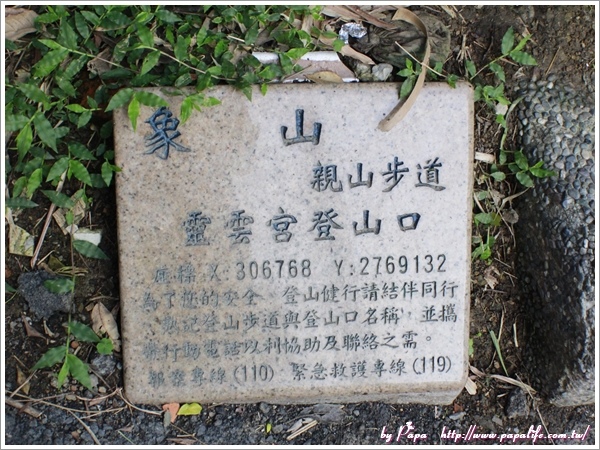 象山
親山步道
靈雲宮登山口
座標 X:306768 Y:2769132
為了您的安全，登山健行請結伴同行
熟記登山步道與登山口名稱，並攜
帶行動電話以利協助及聯絡之需。
報案專線(110)、緊急救護專線(119)
by Papa http://www.papalife.com.tw/